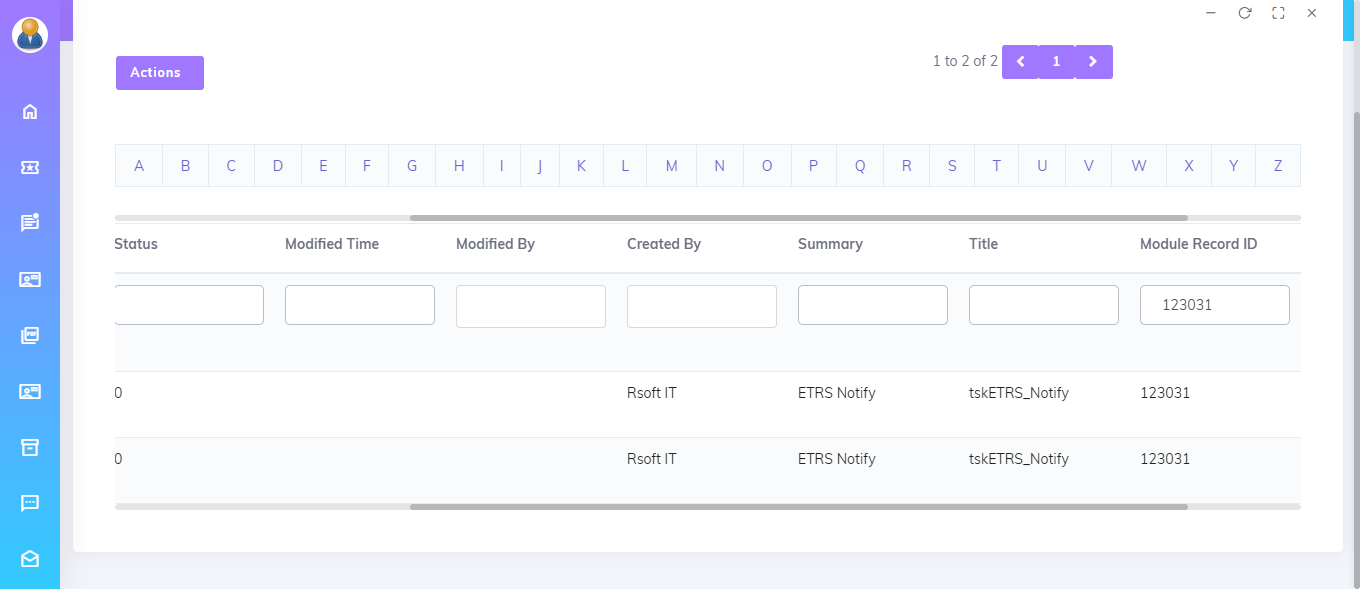 1 to 2 of 2 1
Actions
A B C D E F G H I J K L M N O P Q R S T U V W X Y Z
Status Modified Time Modified By Created By Summary Title Module Record ID
123031
0 Rsoft IT ETRS Notify tskETRS_Notify 123031
0 Rsoft IT ETRS Notify tskETRS_Notify 123031